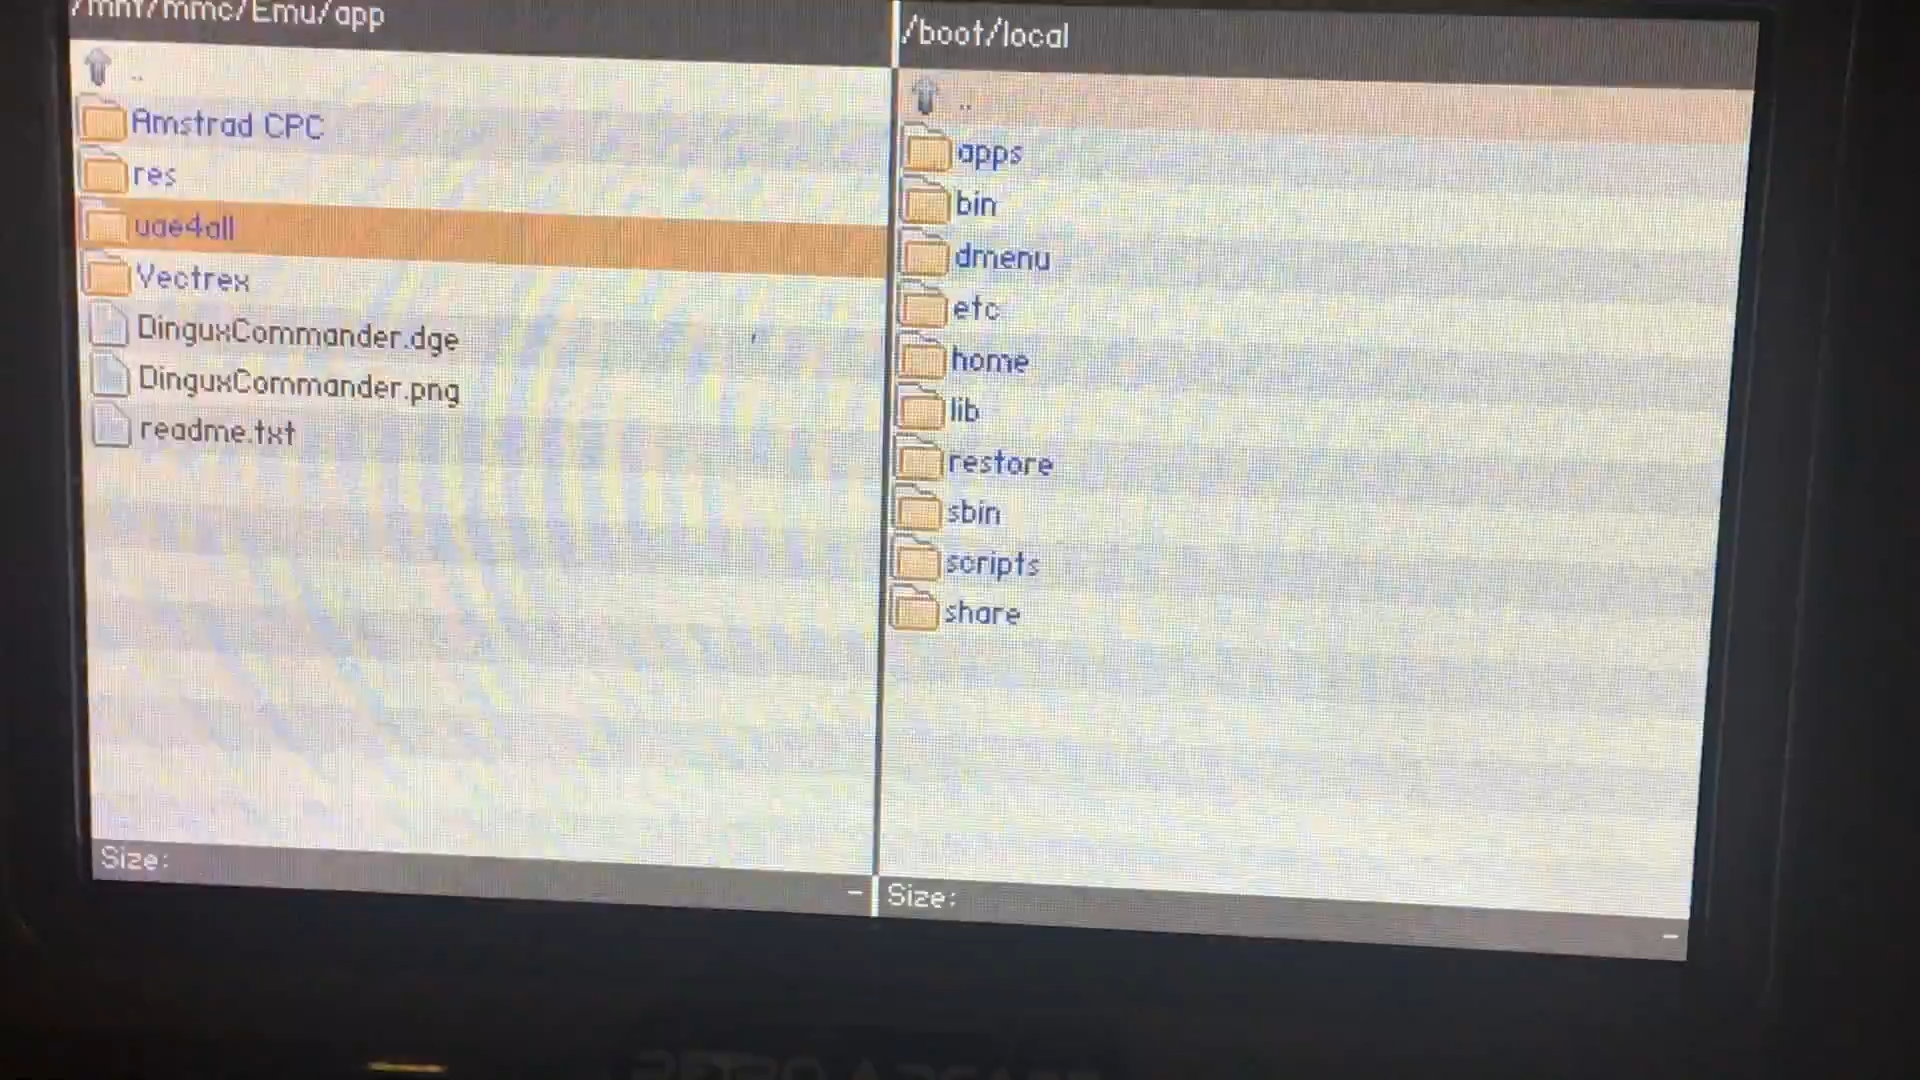 /mnt/mmc/Emu/app
..
Amstrad CPC
res
uae4all
Vectrex
DinguxCommander.dge
DinguxCommander.png
readme.txt
Size:
-
/boot/local
..
apps
bin
dmenu
etc
home
lib
restore
sbin
scripts
share
Size:
-